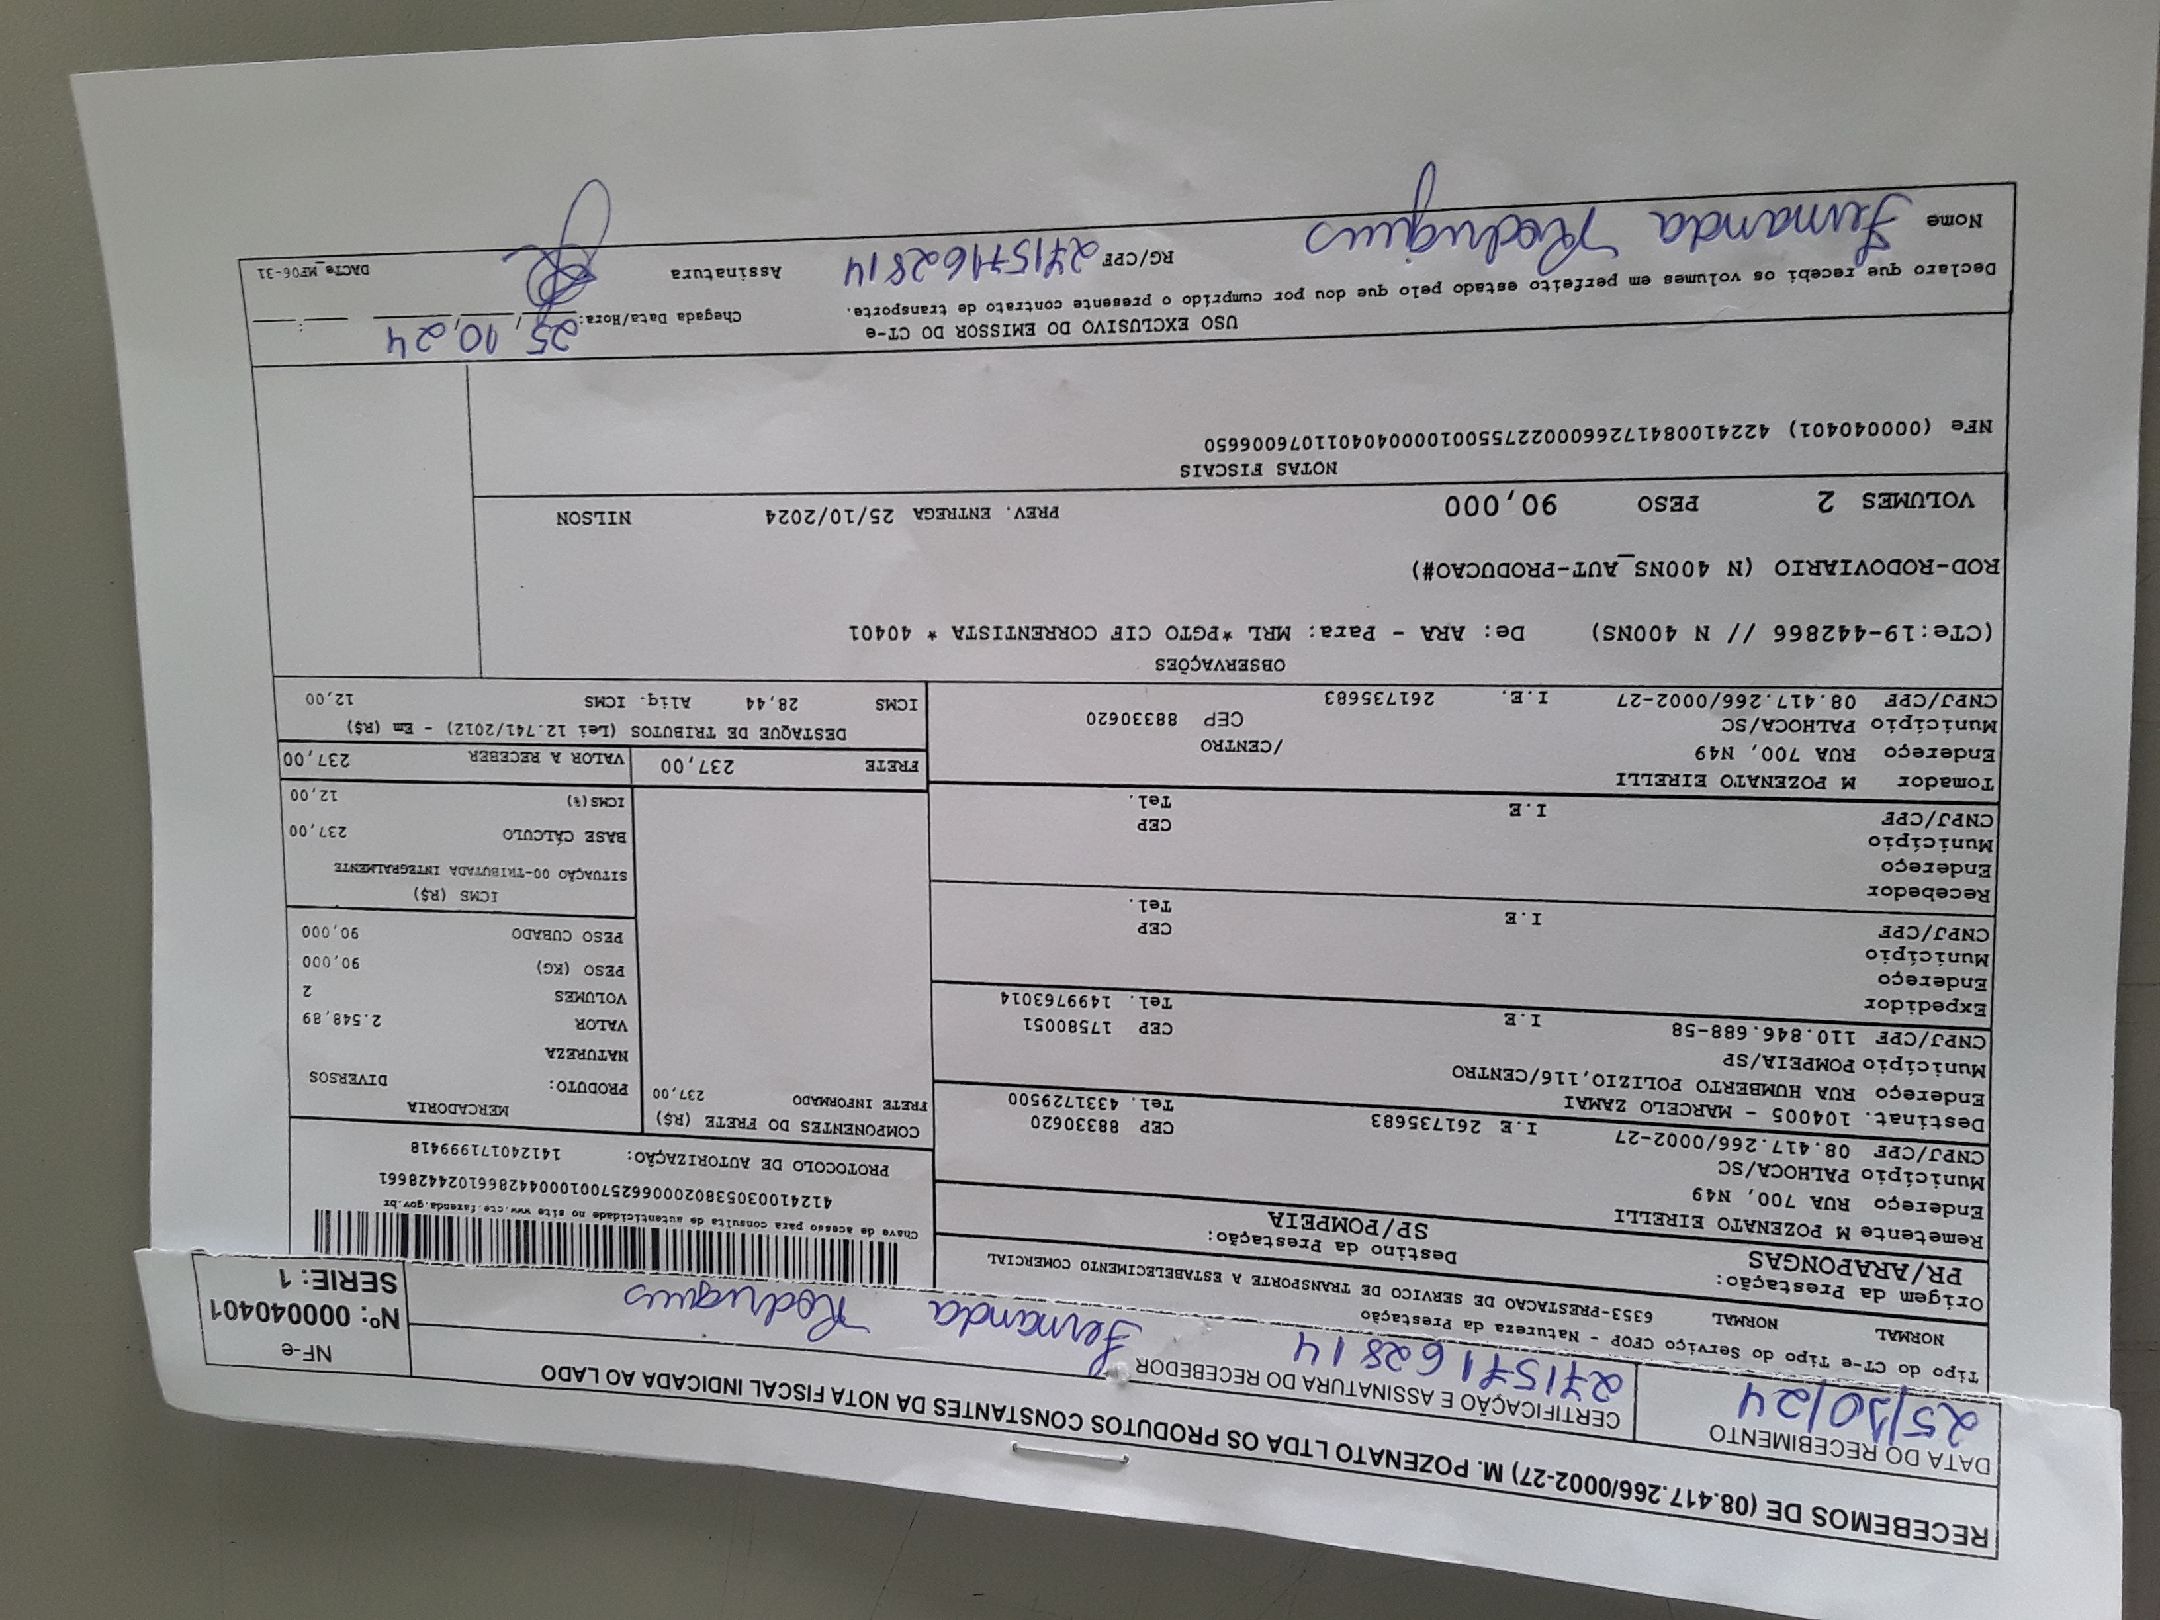 RECEBEMOS DE (08.417.266/0002-27) M. POZENATO LTDA OS PRODUTOS CONSTANTES DA NOTA FISCAL INDICADA AO LADO
NF-e
Nº: 000040401
SERIE: 1
DATA DO RECEBIMENTO
25/10/24
CERTIFICAÇÃO E ASSINATURA DO RECEBEDOR
27157162814
Fernanda Rodrigues
Tipo do CT-e Tipo do Serviço CFOP - Natureza da Prestação
NORMAL NORMAL 6353-PRESTACAO DE SERVICO DE TRANSPORTE A ESTABELECIMENTO COMERCIAL
Origem da Prestação: Destino da Prestação:
PR/ARAPONGAS SP/POMPEIA
Chave de acesso para consulta de autenticidade no site www.cte.fazenda.gov.br
PROTOCOLO DE AUTORIZAÇÃO: 141240171999418
Remetente M POZENATO EIRELLI
Endereço RUA 700, N49
Município PALHOCA/SC CEP 88330620
CNPJ/CPF 08.417.266/0002-27 I.E 261735683 Tel. 4331729500
Destinat. 104005 - MARCELO ZAMAI
Endereço RUA HUMBERTO POLIZIO,116/CENTRO
Município POMPEIA/SP CEP 17580051
CNPJ/CPF 110.846.688-58 I.E Tel. 1499763014
Expedidor
Endereço
Município CEP
CNPJ/CPF I.E Tel.
Recebedor
Endereço
Município CEP
CNPJ/CPF I.E Tel.
Tomador M POZENATO EIRELLI
Endereço RUA 700, N49 /CENTRO
Município PALHOCA/SC CEP 88330620
CNPJ/CPF 08.417.266/0002-27 I.E. 261735683
COMPONENTES DO FRETE (R$)
FRETE INFORMADO 237,00
MERCADORIA
PRODUTO: DIVERSOS
NATUREZA
VALOR 2.548,89
VOLUMES 2
PESO (KG) 90,000
PESO CUBADO 90,000
ICMS (R$)
SITUAÇÃO 00-TRIBUTADA INTEGRALMENTE
BASE CÁLCULO 237,00
ICMS(%) 12,00
FRETE 237,00 VALOR A RECEBER 237,00
DESTAQUE DE TRIBUTOS (Lei 12.741/2012) - Em (R$)
ICMS 28,44 Aliq. ICMS 12,00
OBSERVAÇÕES
(CTe:19-442866 // N 400NS) De: ARA - Para: MRL *PGTO CIF CORRENTISTA * 40401
ROD-RODOVIARIO (N 400NS_AUT-PRODUCAO#)
VOLUMES 2 PESO 90,000 PREV. ENTREGA 25/10/2024 NILSON
NOTAS FISCAIS
NFe (000040401) 42241008417266000227550010000404011076006650
USO EXCLUSIVO DO EMISSOR DO CT-e
Declaro que recebi os volumes em perfeito estado pelo que dou por cumprido o presente contrato de transporte.
Chegada Data/Hora: 25/10/24
Nome Fernanda Rodrigues RG/CPF 27157162814 Assinatura
DACTe_MF06-31